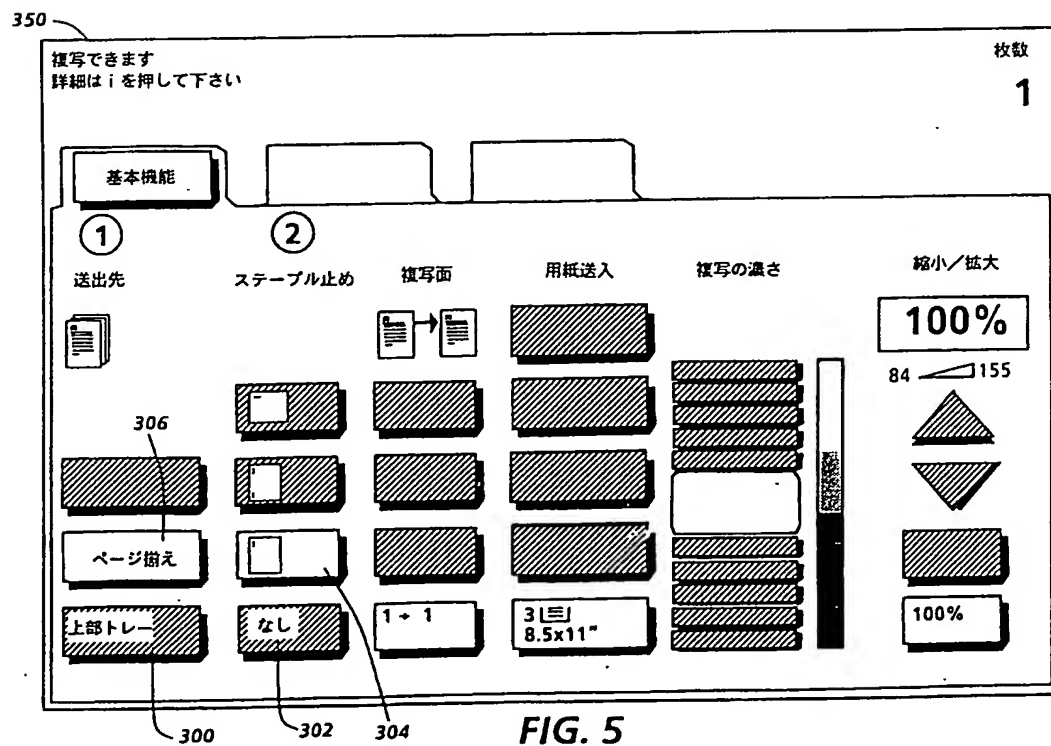 350
複写できます
詳細は i を押して下さい
枚数
1
基本機能
① ②
送出先 ステープル止め 複写面 用紙送入 複写の濃さ 縮小／拡大
100%
84 155
306
ページ揃え
上部トレー なし 1→1 3 100%
8.5x11"
300 302 304
FIG. 5